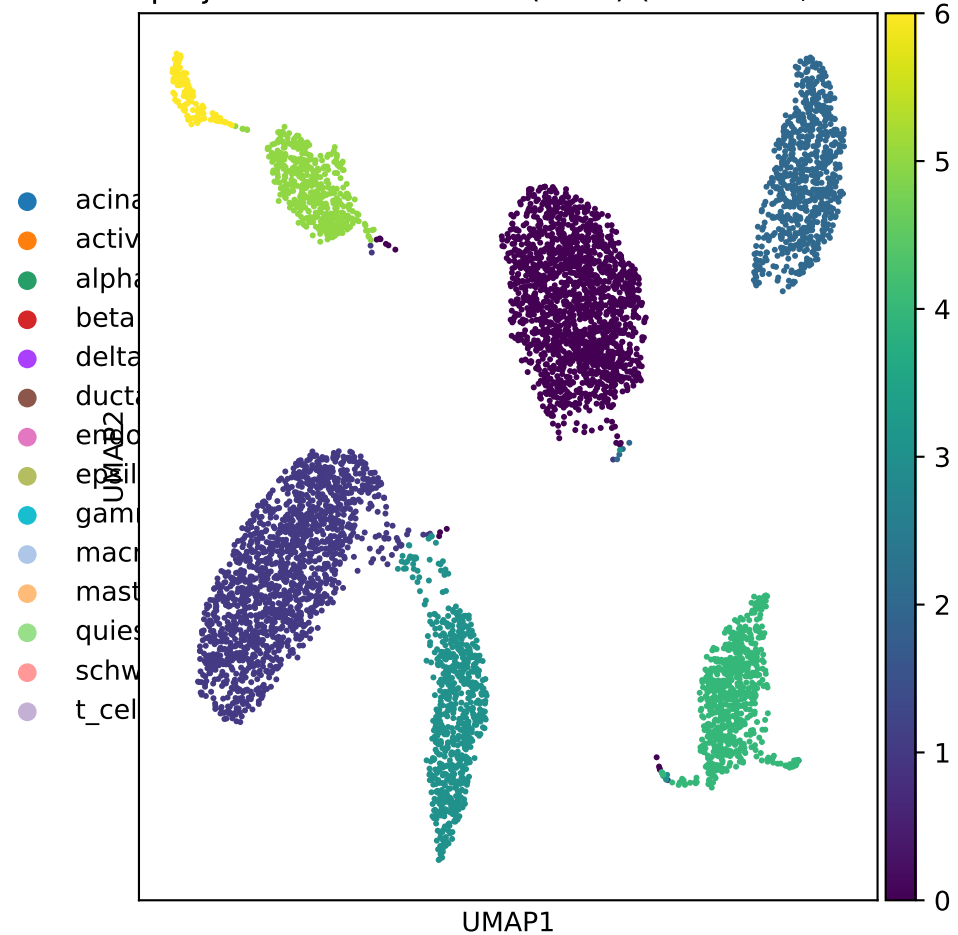 acina
activ
alpha
beta
delta
ducta
endo
epsil
gamm
macr
mast
quies
schw
t_cel
UMAP2
UMAP1
6
5
4
3
2
1
0